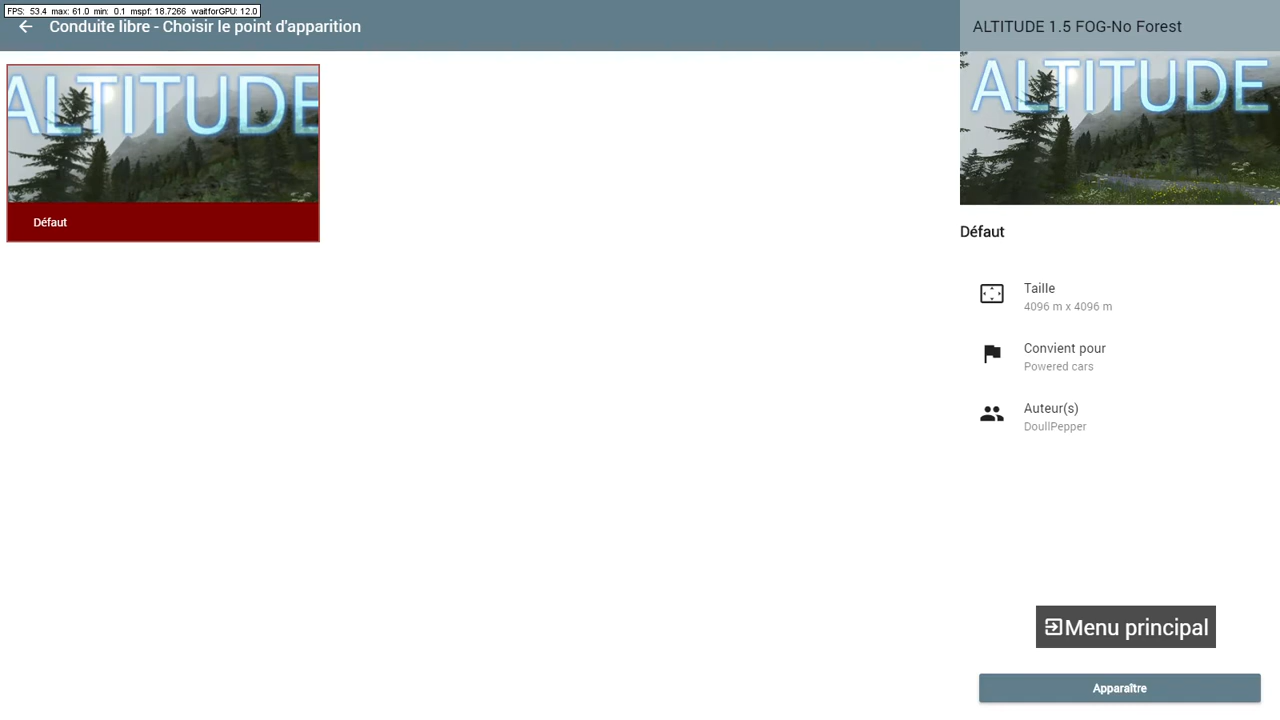 FPS: 53.4 max: 61.0 min: 0.1 mspf: 18.7266 waitforGPU: 12.0
Conduite libre - Choisir le point d'apparition
ALTITUDE
Défaut
ALTITUDE 1.5 FOG-No Forest
ALTITUDE
Défaut
Taille
4096 m x 4096 m
Convient pour
Powered cars
Auteur(s)
DoullPepper
Menu principal
Apparaître